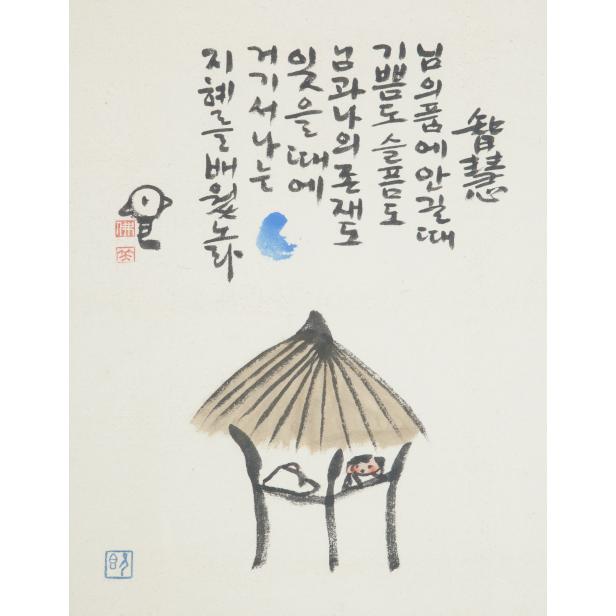 智慧
님의품에안길때
기쁨도슬픔도
님과나의존재도
잊을때에
거기서나는
지혜를배웠노라